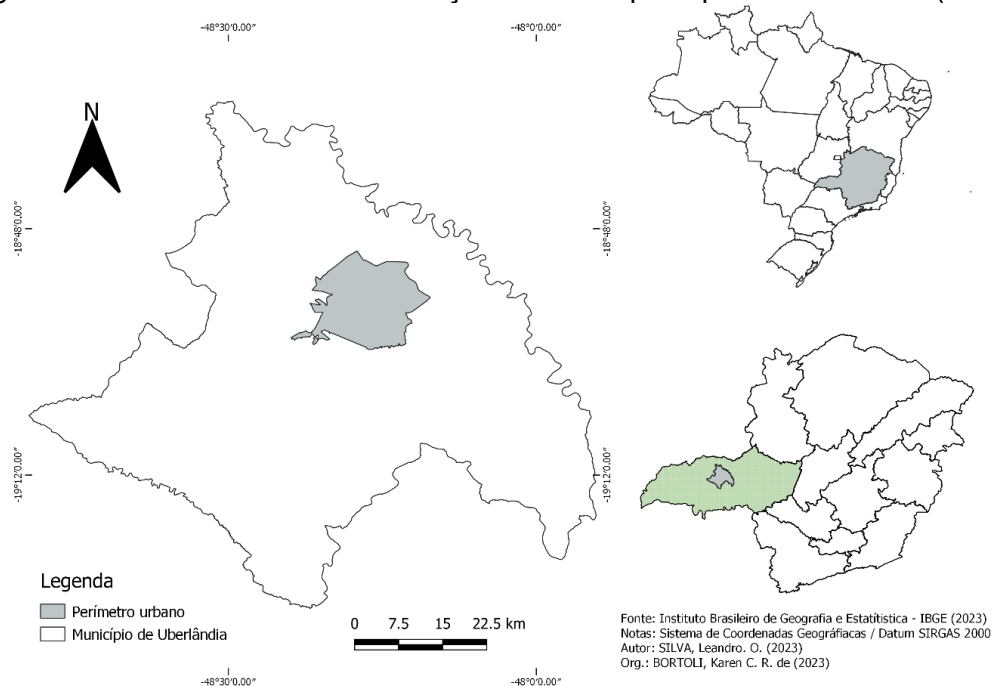 -48°30'0.00"
-48°0'0.00"
N
-18°48'0.00"
-18°48'0.00"
-19°12'0.00"
-19°12'0.00"
Legenda
Perímetro urbano
Município de Uberlândia
0 7.5 15 22.5 km
-48°30'0.00"
-48°0'0.00"
Fonte: Instituto Brasileiro de Geografia e Estatítistica - IBGE (2023)
Notas: Sistema de Coordenadas Geográfiacas / Datum SIRGAS 2000
Autor: SILVA, Leandro. O. (2023)
Org.: BORTOLI, Karen C. R. de (2023)